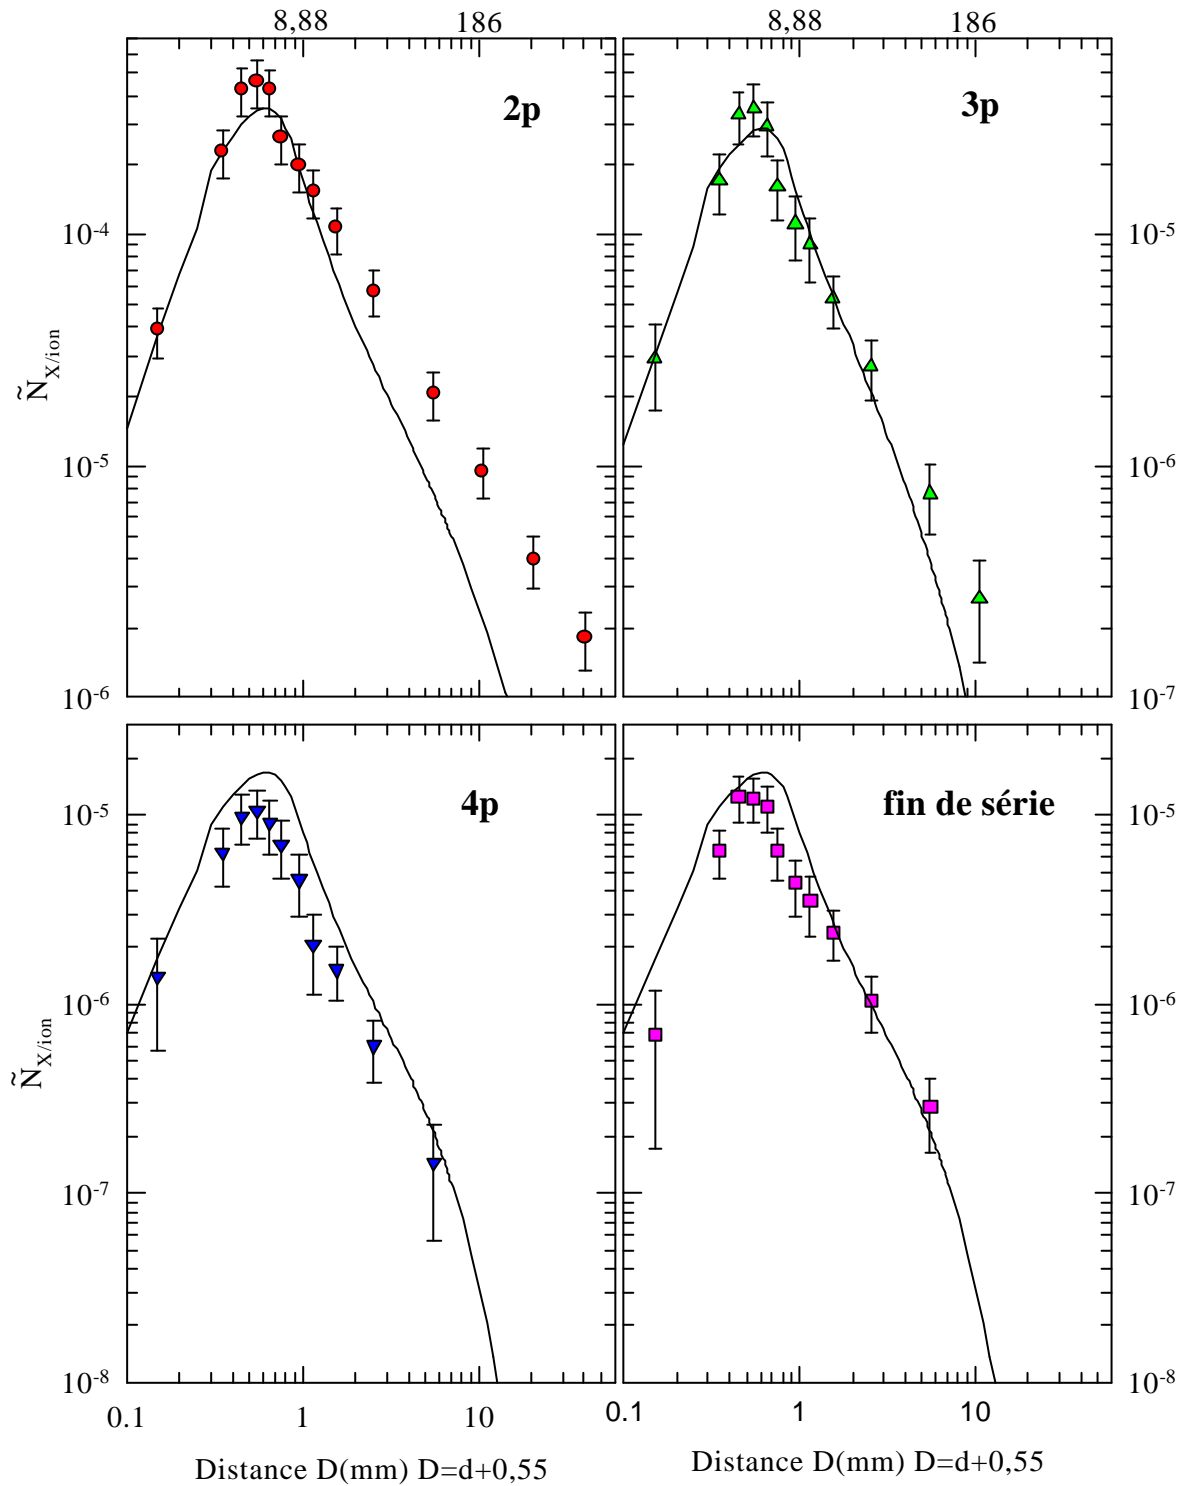 8,88 186 8,88 186
2p 3p
10-4 10-5
ÑX/ion
10-5 10-6
10-6 10-7
4p fin de série
10-5 10-5
10-6 10-6
ÑX/ion
10-7 10-7
10-8 10-8
0.1 1 10 0.1 1 10
Distance D(mm) D=d+0,55 Distance D(mm) D=d+0,55